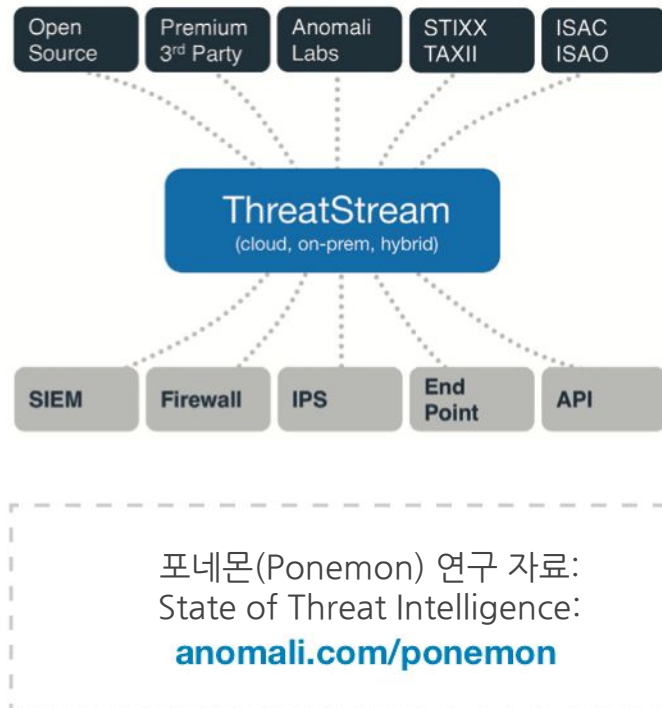 Open Source
Premium 3rd Party
Anomali Labs
STIXX TAXII
ISAC ISAO
ThreatStream
(cloud, on-prem, hybrid)
SIEM
Firewall
IPS
End Point
API
포네몬(Ponemon) 연구 자료:
State of Threat Intelligence:
anomali.com/ponemon